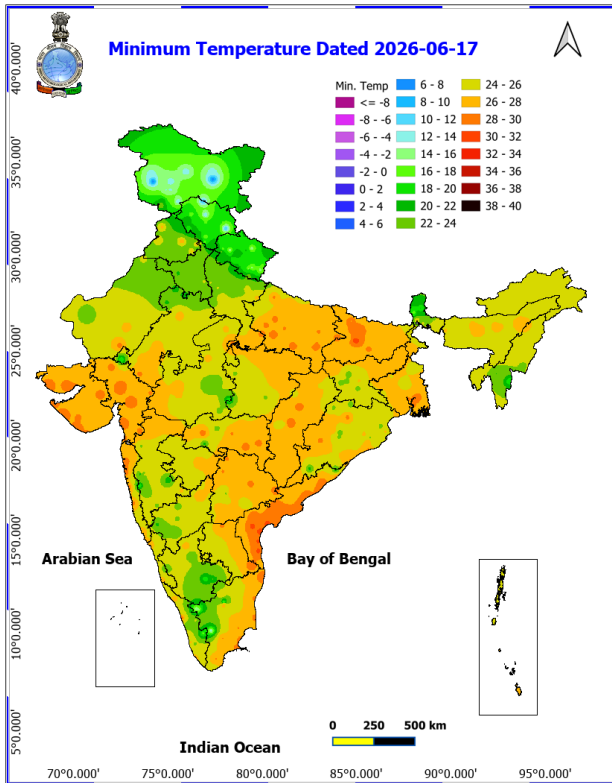 Minimum Temperature Dated 2026-06-17
Min. Temp
<= -8
-8 - -6
-6 - -4
-4 - -2
-2 - 0
0 - 2
2 - 4
4 - 6
6 - 8
8 - 10
10 - 12
12 - 14
14 - 16
16 - 18
18 - 20
20 - 22
22 - 24
24 - 26
26 - 28
28 - 30
30 - 32
32 - 34
34 - 36
36 - 38
38 - 40
40°0.000'
35°0.000'
30°0.000'
25°0.000'
20°0.000'
15°0.000'
10°0.000'
5°0.000'
Arabian Sea
Bay of Bengal
Indian Ocean
0 250 500 km
70°0.000' 75°0.000' 80°0.000' 85°0.000' 90°0.000' 95°0.000'